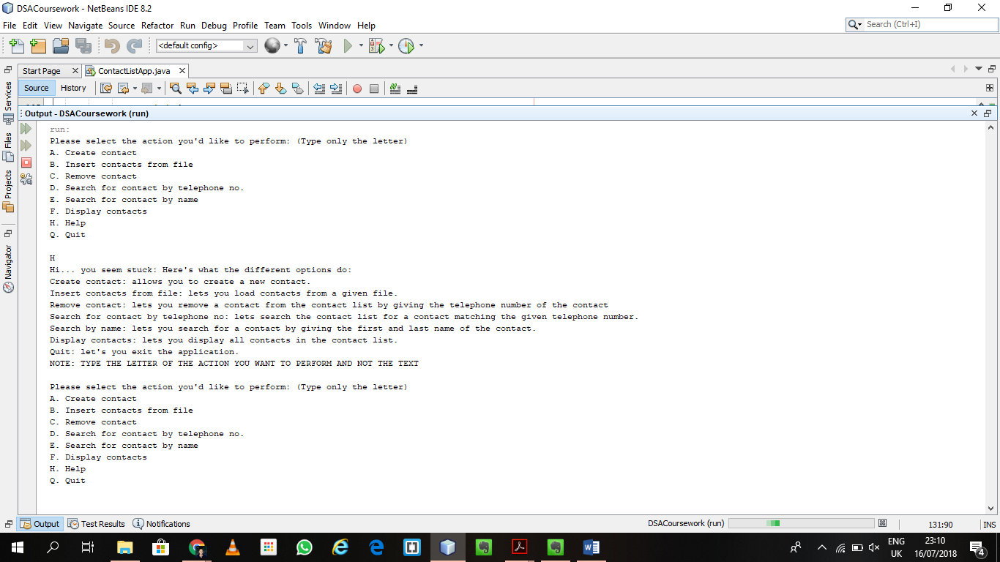 DSACoursework - NetBeans IDE 8.2
File Edit View Navigate Source Refactor Run Debug Profile Team Tools Window Help
Search (Ctrl+I)
<default config>
Start Page
ContactListApp.java
Source History
Services
Files
Projects
Navigator
Output - DSACoursework (run)
run:
Please select the action you'd like to perform: (Type only the letter)
A. Create contact
B. Insert contacts from file
C. Remove contact
D. Search for contact by telephone no.
E. Search for contact by name
F. Display contacts
H. Help
Q. Quit
H
Hi... you seem stuck: Here's what the different options do:
Create contact: allows you to create a new contact.
Insert contacts from file: lets you load contacts from a given file.
Remove contact: lets you remove a contact from the contact list by giving the telephone number of the contact
Search for contact by telephone no: lets search the contact list for a contact matching the given telephone number.
Search by name: lets you search for a contact by giving the first and last name of the contact.
Display contacts: lets you display all contacts in the contact list.
Quit: let's you exit the application.
NOTE: TYPE THE LETTER OF THE ACTION YOU WANT TO PERFORM AND NOT THE TEXT
Please select the action you'd like to perform: (Type only the letter)
A. Create contact
B. Insert contacts from file
C. Remove contact
D. Search for contact by telephone no.
E. Search for contact by name
F. Display contacts
H. Help
Q. Quit
Output Test Results Notifications
DSACoursework (run)
131:90 INS
ENG 23:10
UK 16/07/2018
4